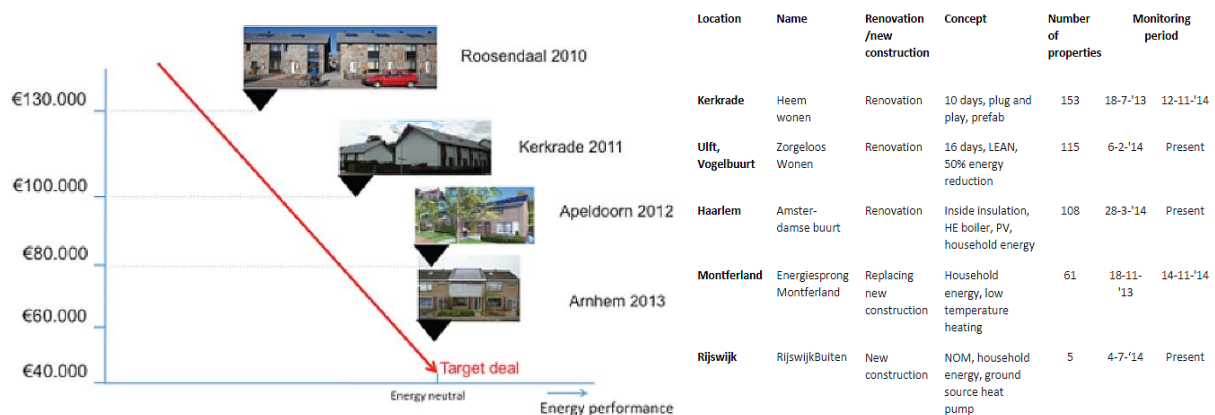 Roosendaal 2010
€130.000
Kerkrade 2011
€100.000
Apeldoorn 2012
€80.000
Arnhem 2013
€60.000
Target deal
€40.000
Energy neutral
Energy performance
Location Name Renovation Concept Number Monitoring
/new of period
construction properties
Kerkrade Heem Renovation 10 days, plug and 153 18-7-'13 12-11-'14
wonen play, prefab
Ulft, Zorgeloos Renovation 16 days, LEAN, 115 6-2-'14 Present
Vogelbuurt Wonen 50% energy
reduction
Haarlem Amster- Renovation Inside insulation, 108 28-3-'14 Present
damse buurt HE boiler, PV,
household energy
Montferland Energiesprong Replacing Household 61 18-11- 14-11-'14
Montferland new energy, low '13
construction temperature
heating
Rijswijk RijswijkBuiten New NOM, household 5 4-7-'14 Present
construction energy, ground
source heat
pump